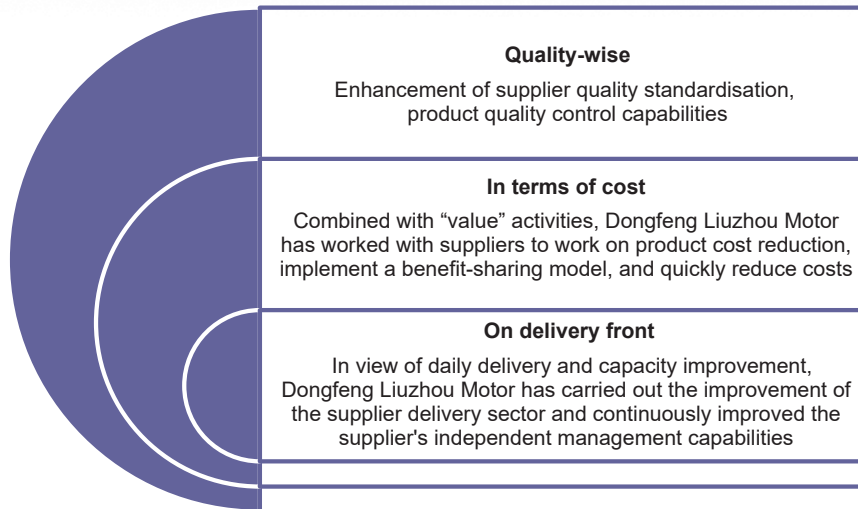 Quality-wise
Enhancement of supplier quality standardisation,
product quality control capabilities
In terms of cost
Combined with “value” activities, Dongfeng Liuzhou Motor
has worked with suppliers to work on product cost reduction,
implement a benefit-sharing model, and quickly reduce costs
On delivery front
In view of daily delivery and capacity improvement,
Dongfeng Liuzhou Motor has carried out the improvement of
the supplier delivery sector and continuously improved the
supplier's independent management capabilities